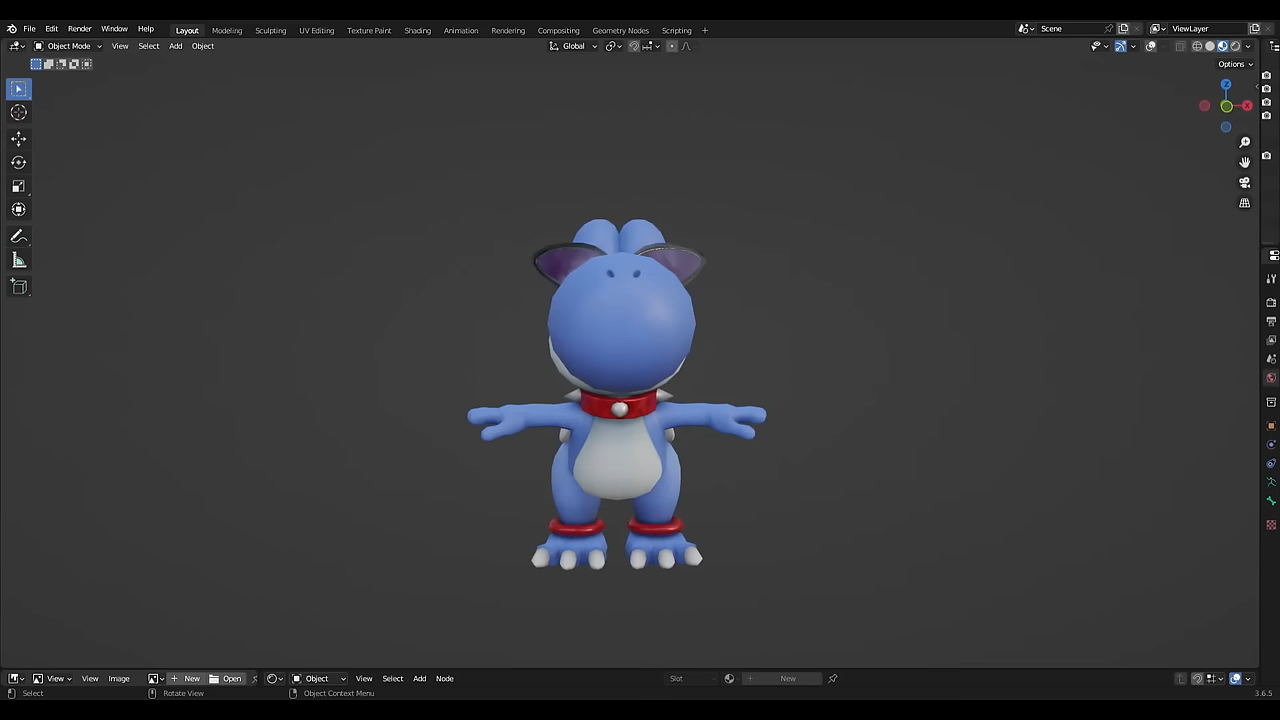 File Edit Render Window Help Layout Modeling Sculpting UV Editing Texture Paint Shading Animation Rendering Compositing Geometry Nodes Scripting + Scene ViewLayer
Object Mode View Select Add Object Global
Options
Z
X
View View Image + New Open Object View Select Add Node Slot + New
Select Rotate View Object Context Menu 3.6.5